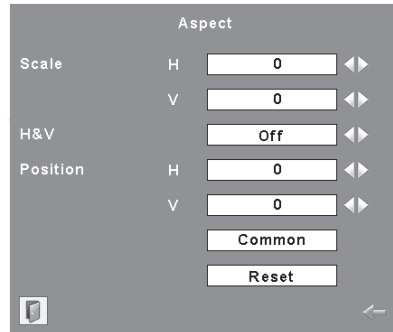 Aspect
Scale H 0
V 0
H&V Off
Position H 0
V 0
Common
Reset